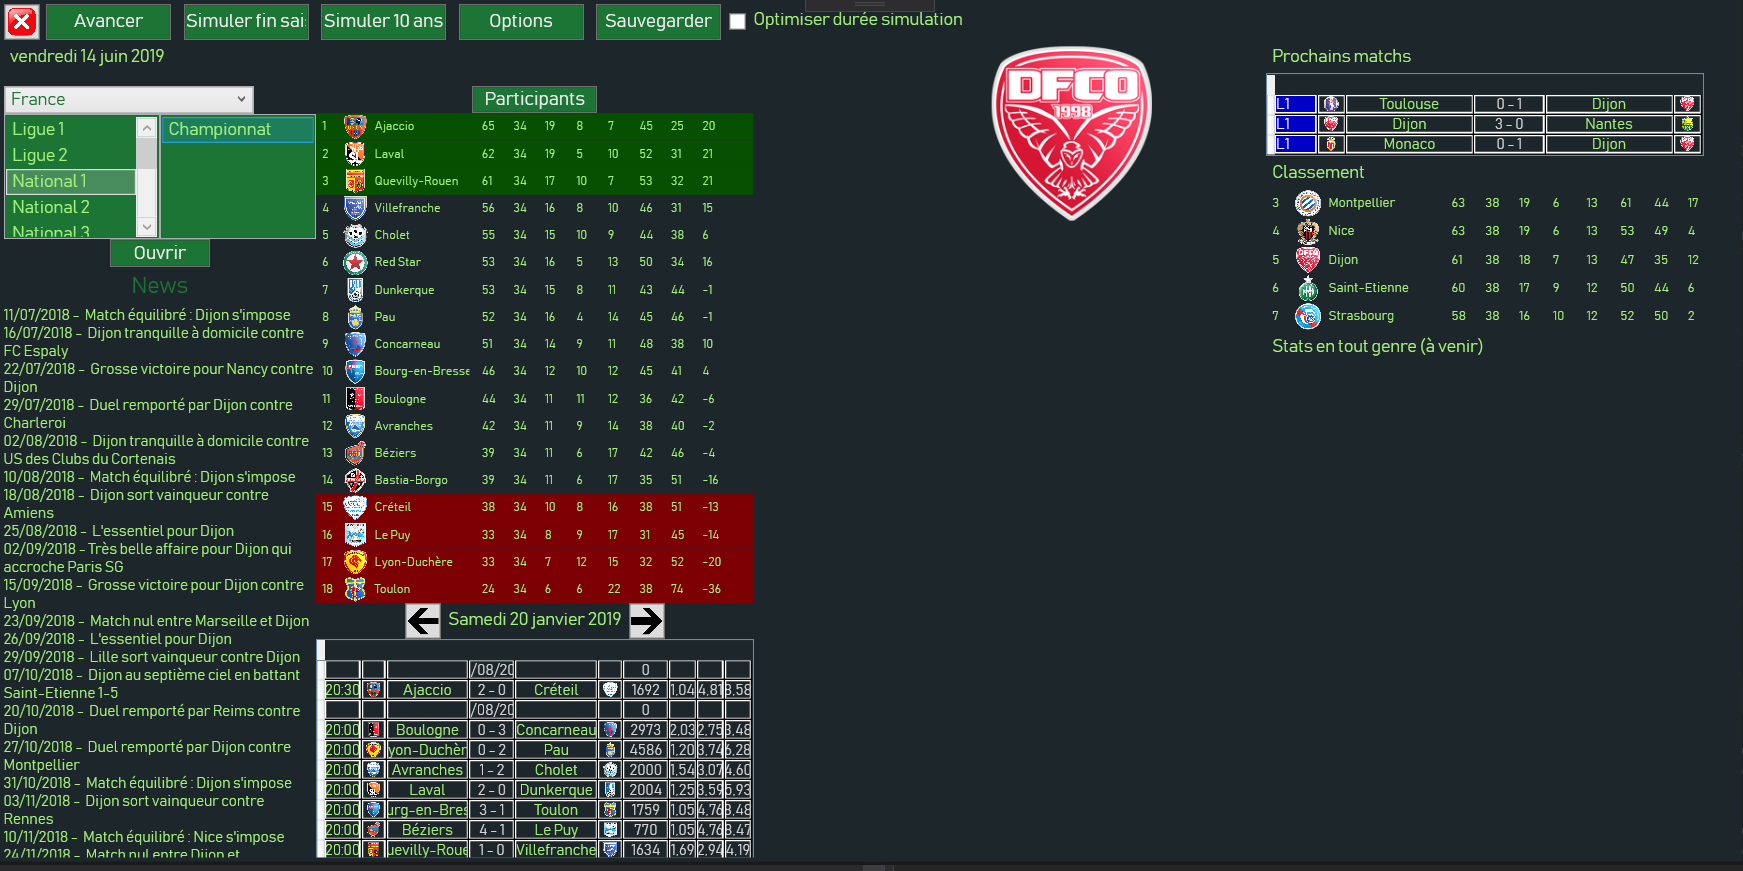 Avancer
Simuler fin sai
Simuler 10 ans
Options
Sauvegarder
Optimiser durée simulation
vendredi 14 juin 2019
France
Ligue 1
Ligue 2
National 1
National 2
National 3
Championnat
Ouvrir
News
11/07/2018 - Match équilibré : Dijon s'impose
16/07/2018 - Dijon tranquille à domicile contre
FC Espaly
22/07/2018 - Grosse victoire pour Nancy contre
Dijon
29/07/2018 - Duel remporté par Dijon contre
Charleroi
02/08/2018 - Dijon tranquille à domicile contre
US des Clubs du Cortenais
10/08/2018 - Match équilibré : Dijon s'impose
18/08/2018 - Dijon sort vainqueur contre
Amiens
25/08/2018 - L'essentiel pour Dijon
02/09/2018 - Très belle affaire pour Dijon qui
accroche Paris SG
15/09/2018 - Grosse victoire pour Dijon contre
Lyon
23/09/2018 - Match nul entre Marseille et Dijon
26/09/2018 - L'essentiel pour Dijon
29/09/2018 - Lille sort vainqueur contre Dijon
07/10/2018 - Dijon au septième ciel en battant
Saint-Etienne 1-5
20/10/2018 - Duel remporté par Reims contre
Dijon
27/10/2018 - Duel remporté par Dijon contre
Montpellier
31/10/2018 - Match équilibré : Dijon s'impose
03/11/2018 - Dijon sort vainqueur contre
Rennes
10/11/2018 - Match équilibré : Nice s'impose
24/11/2018 - Match nul entre Dijon et
Participants
1 Ajaccio 65 34 19 8 7 45 25 20
2 Laval 62 34 19 5 10 52 31 21
3 Quevilly-Rouen 61 34 17 10 7 53 32 21
4 Villefranche 56 34 16 8 10 46 31 15
5 Cholet 55 34 15 10 9 44 38 6
6 Red Star 53 34 16 5 13 50 34 16
7 Dunkerque 53 34 15 8 11 43 44 -1
8 Pau 52 34 16 4 14 45 46 -1
9 Concarneau 51 34 14 9 11 48 38 10
10 Bourg-en-Bresse 46 34 12 10 12 45 41 4
11 Boulogne 44 34 11 11 12 36 42 -6
12 Avranches 42 34 11 9 14 38 40 -2
13 Béziers 39 34 11 6 17 42 46 -4
14 Bastia-Borgo 39 34 11 6 17 35 51 -16
15 Créteil 38 34 10 8 16 38 51 -13
16 Le Puy 33 34 8 9 17 31 45 -14
17 Lyon-Duchère 33 34 7 12 15 32 52 -20
18 Toulon 24 34 6 6 22 38 74 -36
Samedi 20 janvier 2019
/08/20 0
20:30 Ajaccio 2 - 0 Créteil 1692 1,04 4,81 8,58
/08/20 0
20:00 Boulogne 0 - 3 Concarneau 2973 2,03 2,75 3,48
20:00 yon-Duchèr 0 - 2 Pau 4586 1,20 3,74 6,28
20:00 Avranches 1 - 2 Cholet 2000 1,54 3,07 4,60
20:00 Laval 2 - 0 Dunkerque 2004 1,25 3,59 5,93
20:00 urg-en-Bres 3 - 1 Toulon 1759 1,05 4,76 8,48
20:00 Béziers 4 - 1 Le Puy 770 1,05 4,76 8,47
20:00 uevilly-Roue 1 - 0 Villefranche 1634 1,69 2,94 4,19
DFCO
1998
Prochains matchs
L1 Toulouse 0 - 1 Dijon
L1 Dijon 3 - 0 Nantes
L1 Monaco 0 - 1 Dijon
Classement
3 Montpellier 63 38 19 6 13 61 44 17
4 Nice 63 38 19 6 13 53 49 4
5 Dijon 61 38 18 7 13 47 35 12
6 Saint-Etienne 60 38 17 9 12 50 44 6
7 Strasbourg 58 38 16 10 12 52 50 2
Stats en tout genre (à venir)